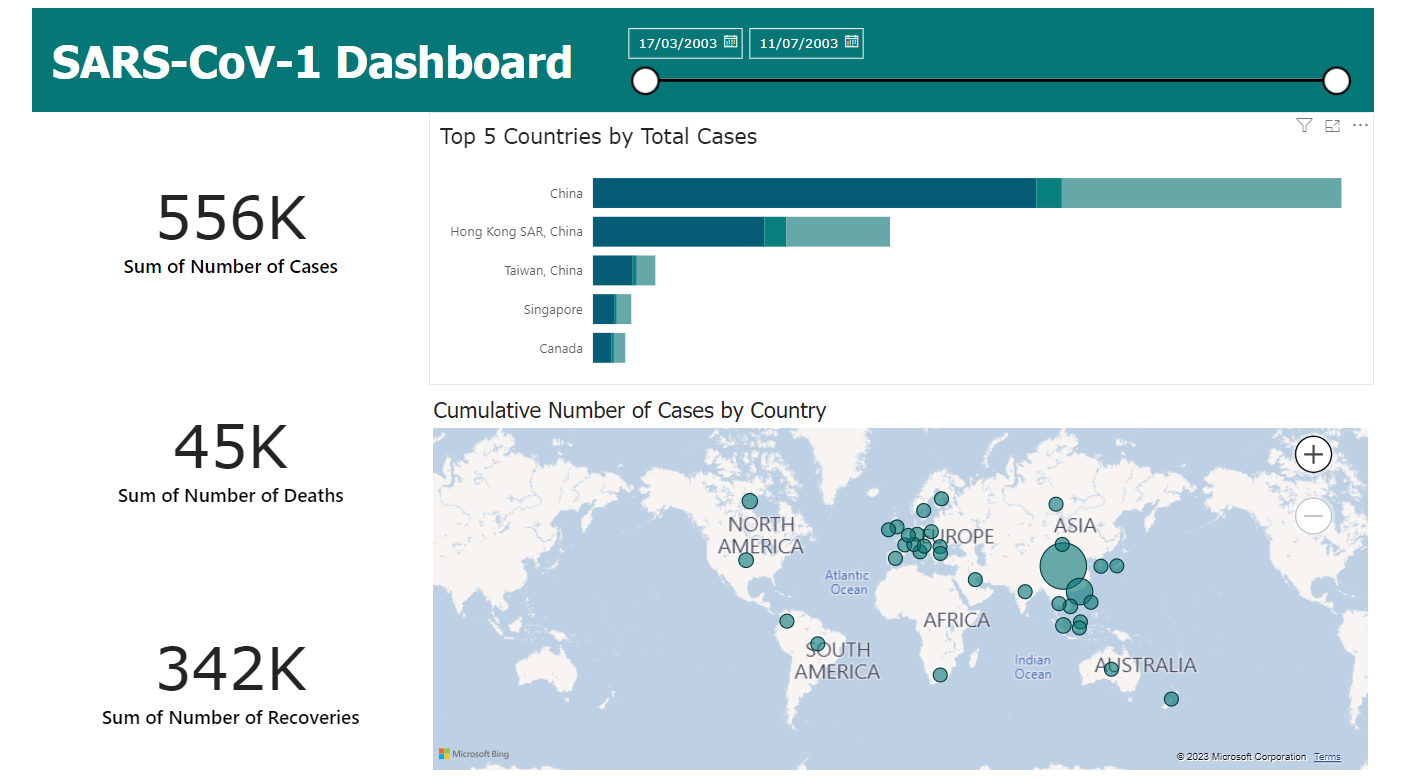 SARS-CoV-1 Dashboard
17/03/2003
11/07/2003
Top 5 Countries by Total Cases
China
Hong Kong SAR, China
Taiwan, China
Singapore
Canada
556K
Sum of Number of Cases
45K
Sum of Number of Deaths
342K
Sum of Number of Recoveries
Cumulative Number of Cases by Country
NORTH
AMERICA
EUROPE
ASIA
Atlantic
Ocean
AFRICA
SOUTH
AMERICA
Indian
Ocean
AUSTRALIA
Microsoft Bing
© 2023 Microsoft Corporation Terms